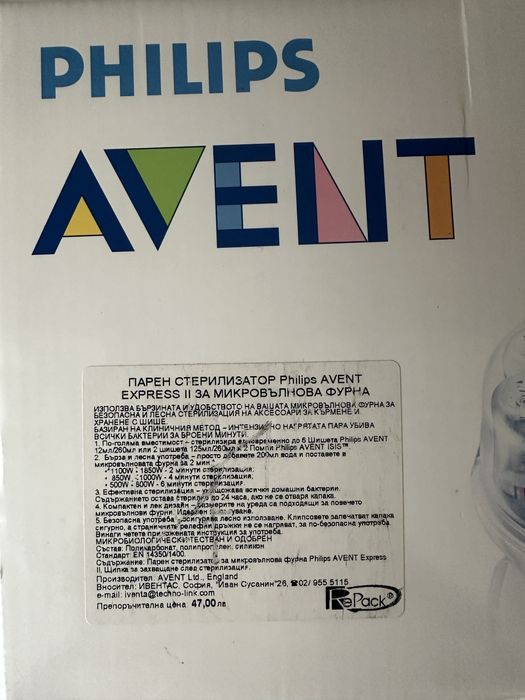 PHILIPS
AVENT
ПАРЕН СТЕРИЛИЗАТОР Philips AVENT
EXPRESS II ЗА МИКРОВЪЛНОВА ФУРНА
ИЗПОЛЗВА БЪРЗИНАТА И УДОБСТВОТО НА ВАШАТА МИКРОВЪЛНОВА ФУРНА ЗА
БЕЗОПАСНА И ЛЕСНА СТЕРИЛИЗАЦИЯ НА АКСЕСОАРИ ЗА КЪРМЕНЕ И
ХРАНЕНЕ С ШИШЕ
БАЗИРАН НА КЛИНИЧНИЯ МЕТОД – ИНТЕНЗИВНО НАГРЯТАТА ПАРА УБИВА
ВСИЧКИ БАКТЕРИИ ЗА БРОЕНИ МИНУТИ.
1. По-голяма вместимост – стерилизира едновременно до 6 Шишета Philips AVENT
12мл/260мл или 2 шишета 125мл/260мл и 2 Помпи Philips AVENT ISIS™
2. Бърза и лесна употреба – просто добавете 200мл вода и поставете в
микровълновата фурна за 2 мин
• 1100W - 1850W - 2 минути стерилизация;
• 850W - 1000W - 4 минути стерилизация;
• 500W - 800W - 6 минути стерилизация
3. Ефективна стерилизация – унищожава всички домашни бактерии.
Съдържанието остава стерилно до 24 часа, ако не се отваря капака.
4. Компактен и лек дизайн – размерите на уреда са подходящи за повечето
микровълнови фурни. Идеален за пътуване.
5. Безопасна употреба – осигурява лесно използване. Клипсовете запечатват капака
сигурно, а страничните релефни дръжки не се нагряват, за по-безопасна употреба
Винаги четете приложената инструкция за употреба.
МИКРОБИОЛОГИЧЕСКИ ТЕСТВАН И ОДОБРЕН
Състав: Поликарбонат, полипропилен, силикон
Стандарт: EN 14350/1400.
Съдържание: Парен стерилизатор за микровълнова фурна Philips AVENT Express
II, Щипка за захващане след стерилизация.
Производител: AVENT Ltd., England
Вносител: ИВЕНТАС, София, "Иван Сусанин"26, ☎02/ 955 5115
e-mail: iventa@techno-link.com
Препоръчителна цена: 47,00лв
RePack®